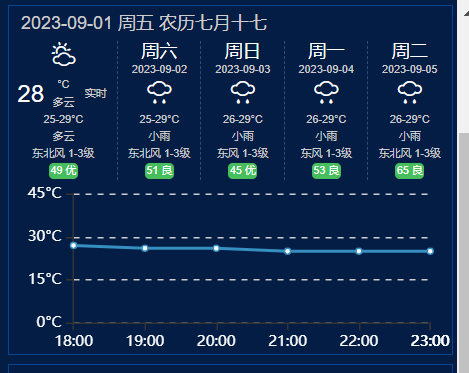 2023-09-01 周五 农历七月十七
28 °C 多云 实时
25-29°C
多云
东北风 1-3级
49 优
周六
2023-09-02
25-29°C
小雨
东北风 1-3级
51 良
周日
2023-09-03
26-29°C
小雨
东北风 1-3级
45 优
周一
2023-09-04
26-29°C
小雨
东北风 1-3级
53 良
周二
2023-09-05
26-29°C
小雨
东北风 1-3级
65 良
45°C
30°C
15°C
0°C
18:00 19:00 20:00 21:00 22:00 23:00